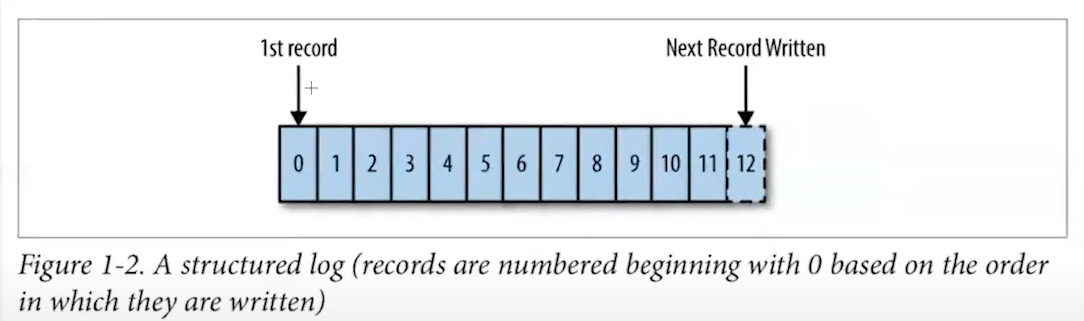 1st record
Next Record Written
0 1 2 3 4 5 6 7 8 9 10 11 12
Figure 1-2. A structured log (records are numbered beginning with 0 based on the order
in which they are written)